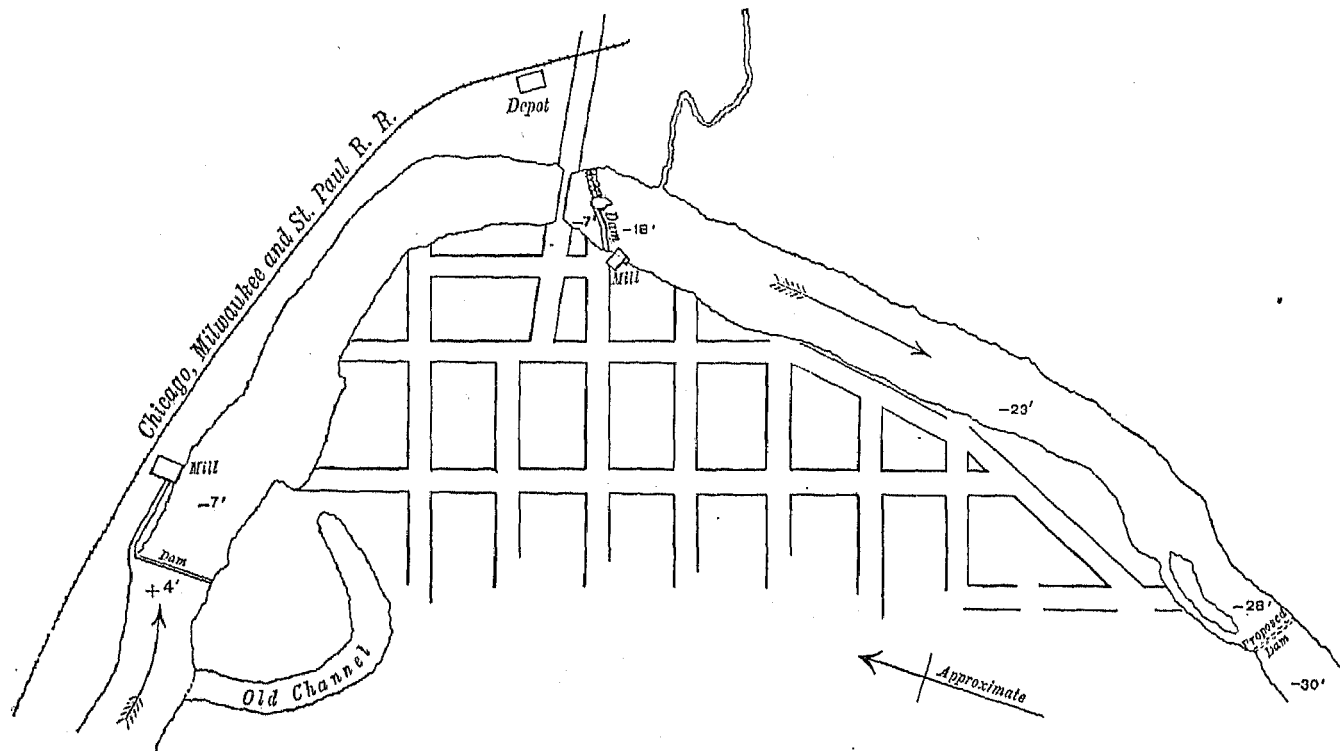 Depot
Chicago, Milwaukee and St. Paul R. R.
-7'
Dam
-18'
Mill
-23'
Mill
-7'
Dam
+4'
Old Channel
-28'
Proposed
Dam
-30'
Approximate